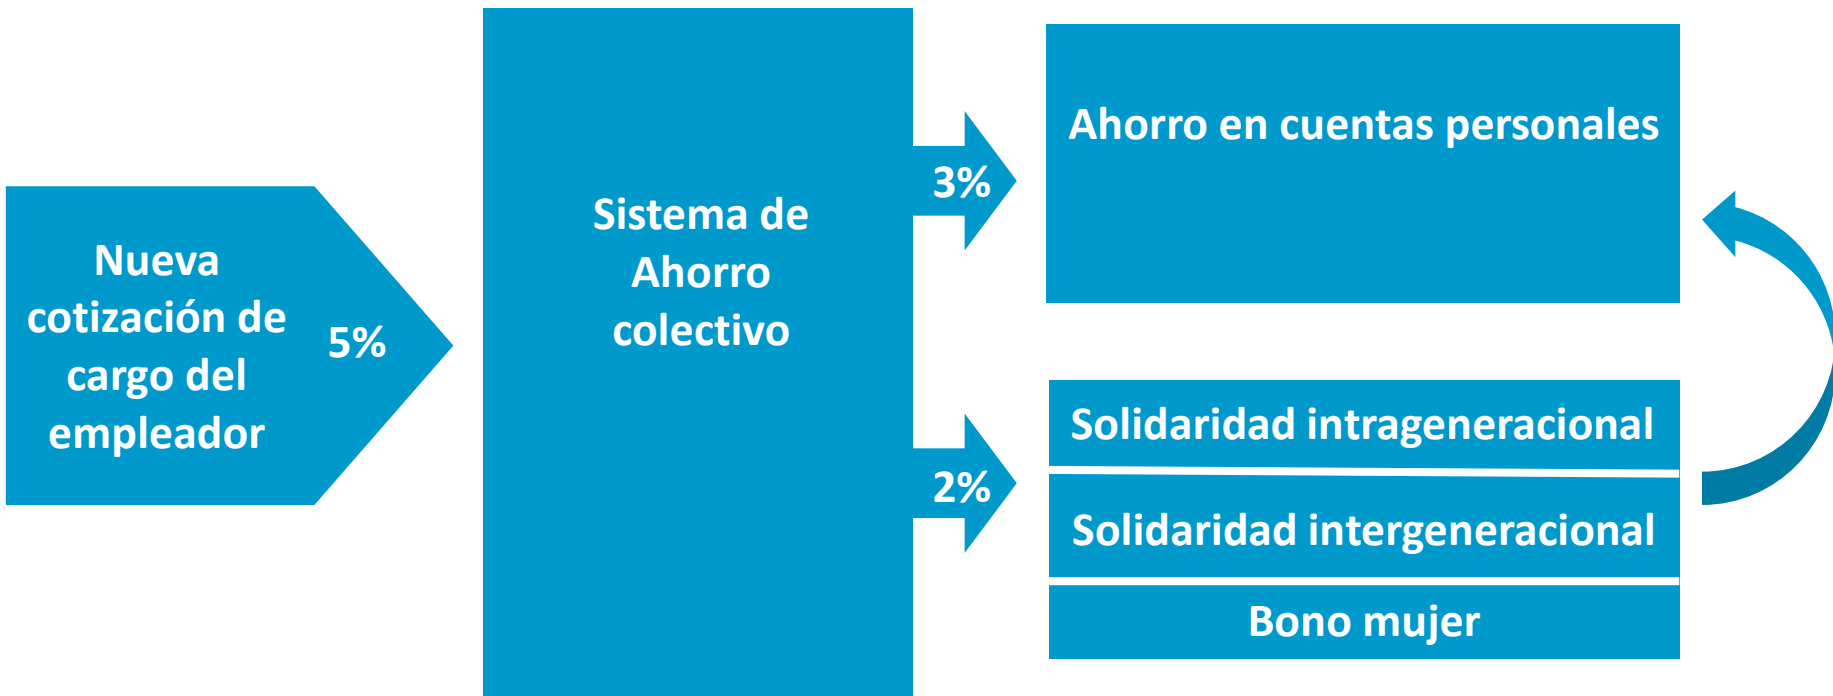 Nueva
cotización de
cargo del
empleador
5%
Sistema de
Ahorro
colectivo
3%
2%
Ahorro en cuentas personales
Solidaridad intrageneracional
Solidaridad intergeneracional
Bono mujer